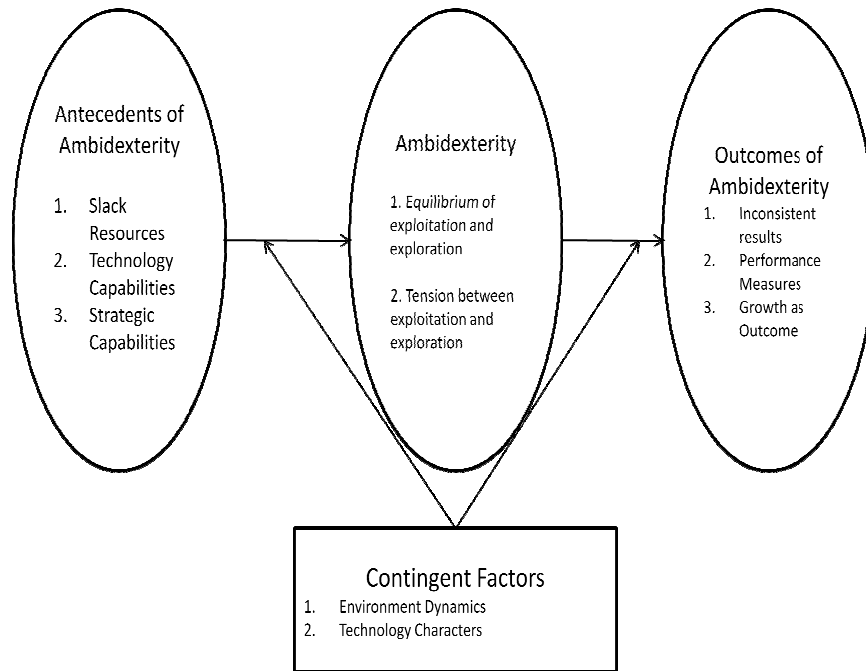 Antecedents of
Ambidexterity
1. Slack
Resources
2. Technology
Capabilities
3. Strategic
Capabilities
Ambidexterity
1. Equilibrium of
exploitation and
exploration
2. Tension between
exploitation and
exploration
Outcomes of
Ambidexterity
1. Inconsistent
results
2. Performance
Measures
3. Growth as
Outcome
Contingent Factors
1. Environment Dynamics
2. Technology Characters